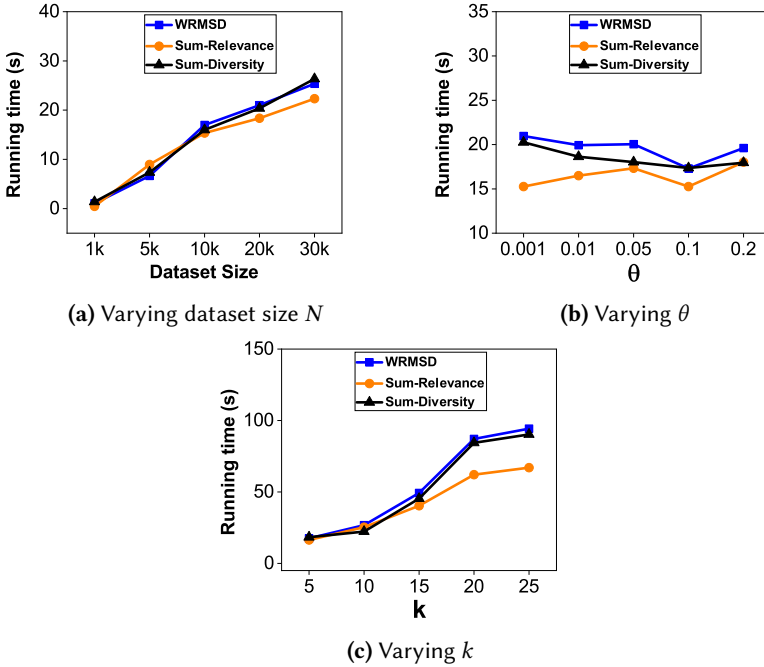 40
30
20
10
0
Running time (s)
WRMSD
Sum-Relevance
Sum-Diversity
1k 5k 10k 20k 30k
Dataset Size
(a) Varying dataset size N
35
30
25
20
15
10
Running time (s)
WRMSD
Sum-Relevance
Sum-Diversity
0.001 0.01 0.05 0.1 0.2
θ
(b) Varying θ
150
100
50
0
Running time (s)
WRMSD
Sum-Relevance
Sum-Diversity
5 10 15 20 25
k
(c) Varying k